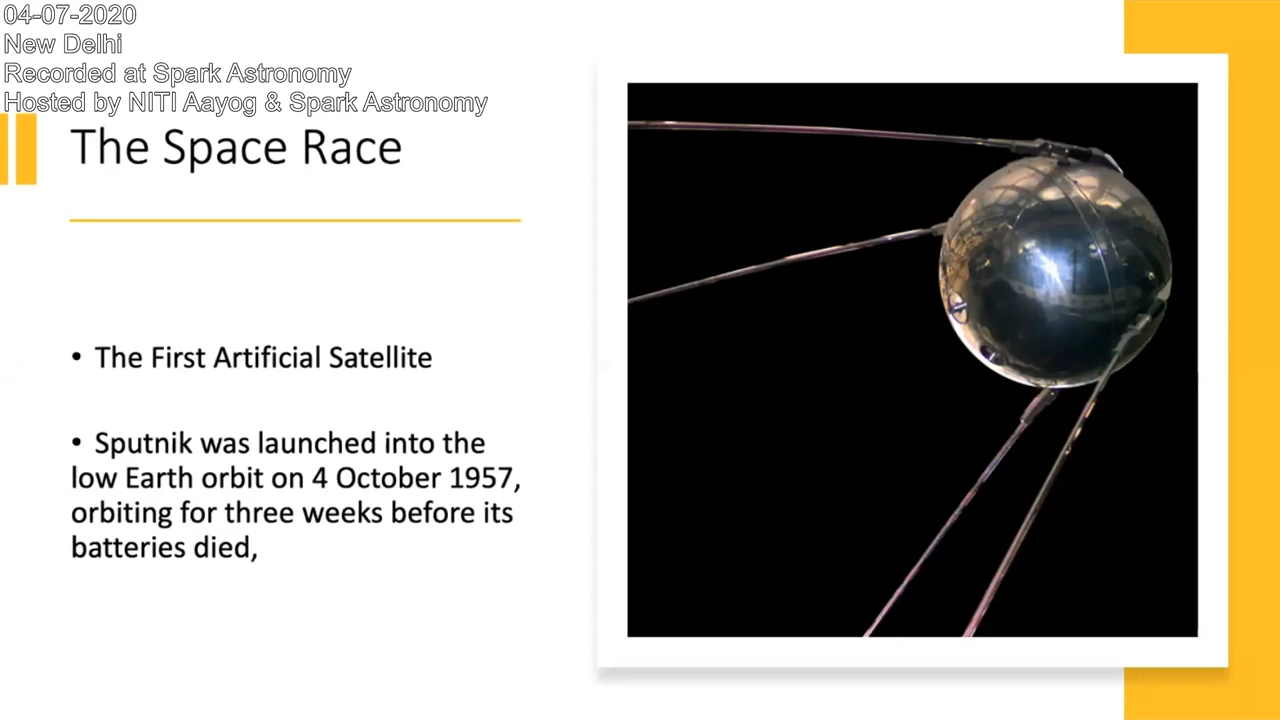 04-07-2020
New Delhi
Recorded at Spark Astronomy
Hosted by NITI Aayog & Spark Astronomy
The Space Race
• The First Artificial Satellite
• Sputnik was launched into the
low Earth orbit on 4 October 1957,
orbiting for three weeks before its
batteries died,